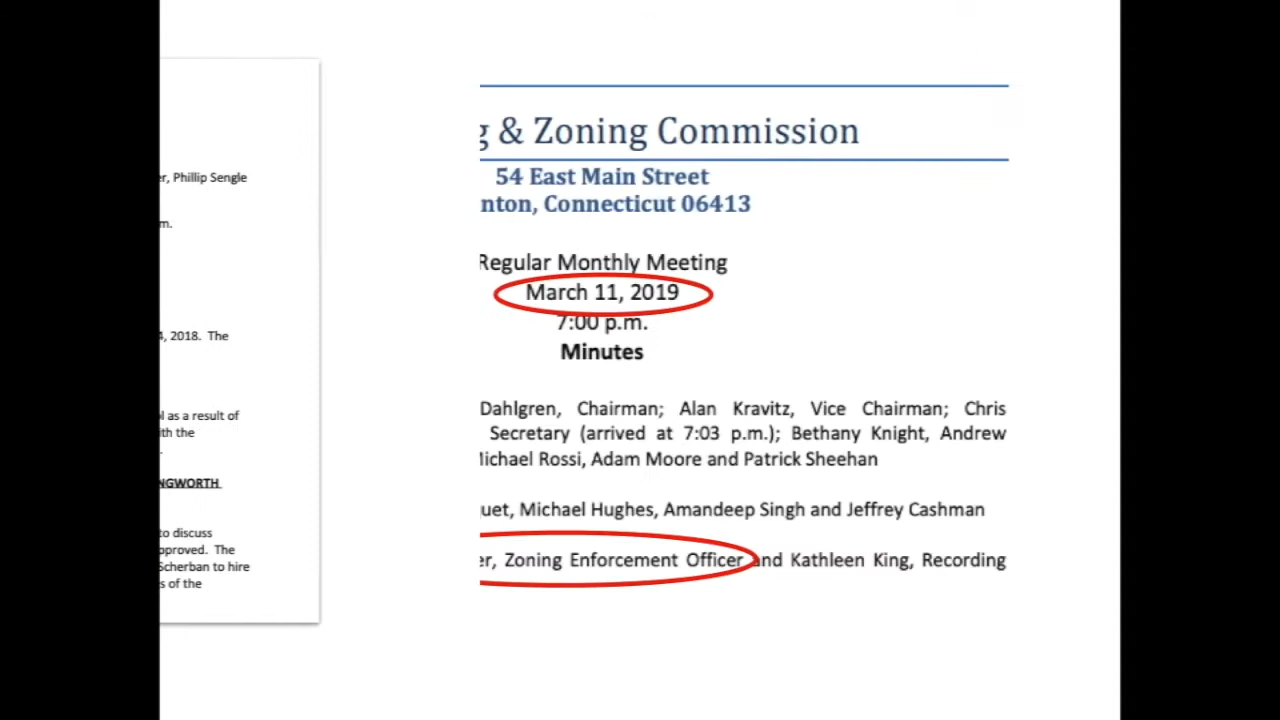 r, Phillip Sengle
m.
4, 2018. The
l as a result of
ith the
.
NGWORTH
to discuss
pproved. The
Scherban to hire
s of the
g & Zoning Commission
54 East Main Street
nton, Connecticut 06413
Regular Monthly Meeting
March 11, 2019
7:00 p.m.
Minutes
Dahlgren, Chairman; Alan Kravitz, Vice Chairman; Chris
Secretary (arrived at 7:03 p.m.); Bethany Knight, Andrew
Michael Rossi, Adam Moore and Patrick Sheehan
uet, Michael Hughes, Amandeep Singh and Jeffrey Cashman
er, Zoning Enforcement Officer and Kathleen King, Recording